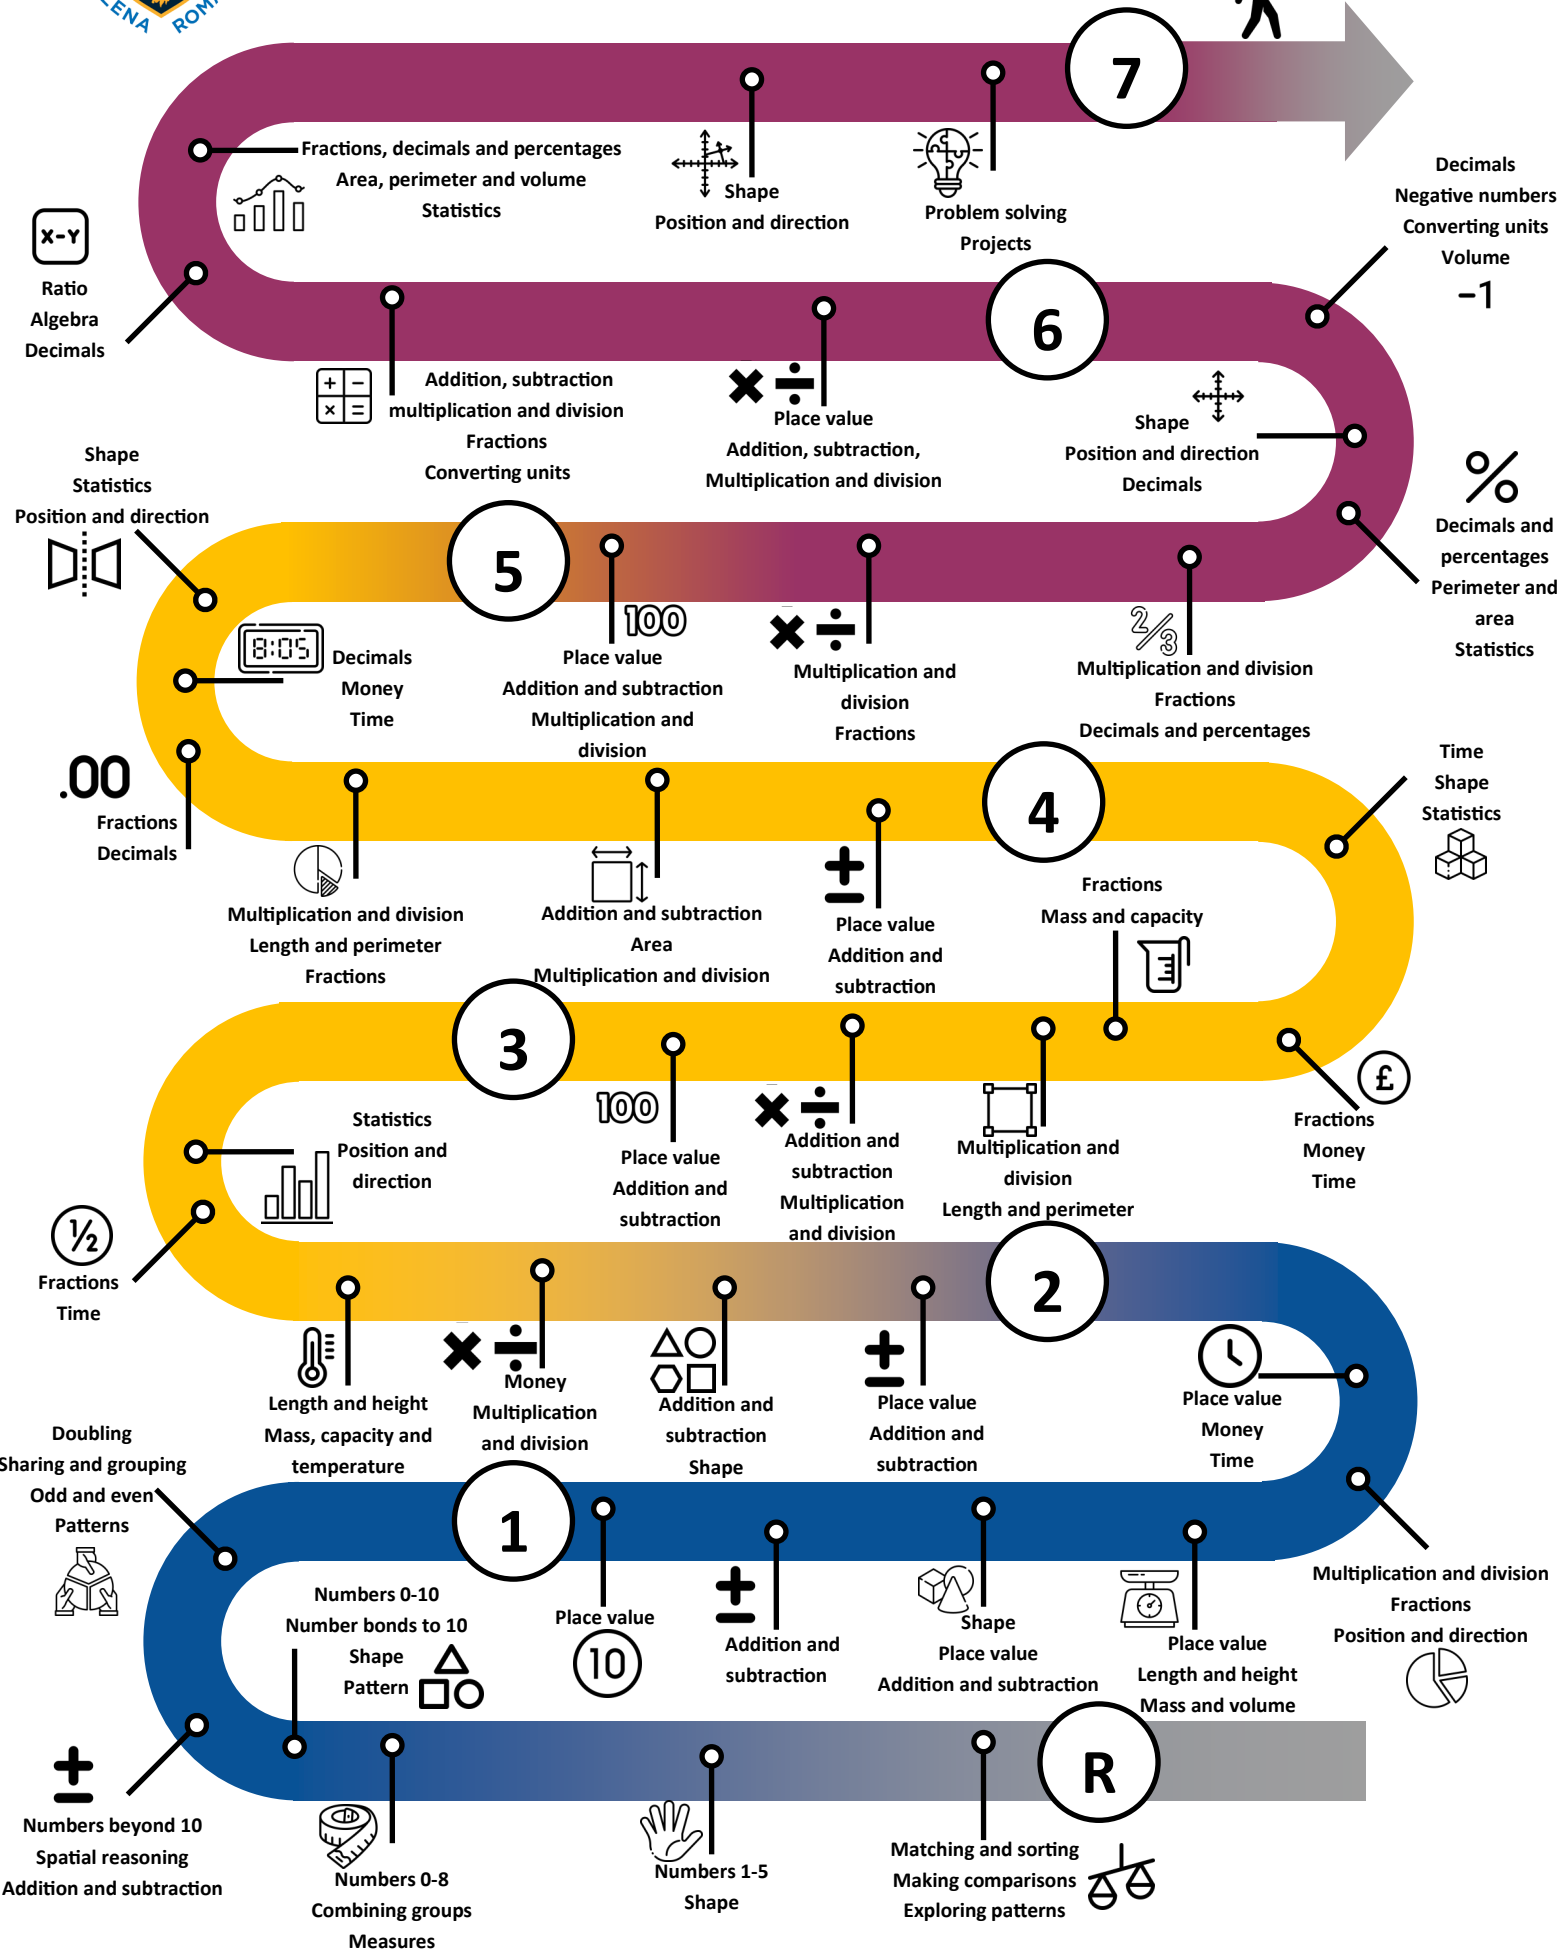 ENA ROM
7
Fractions, decimals and percentages
Area, perimeter and volume
Statistics
Shape
Position and direction
Problem solving
Projects
Decimals
Negative numbers
Converting units
Volume
-1
X-Y
Ratio
Algebra
Decimals
6
Addition, subtraction
multiplication and division
Fractions
Converting units
Place value
Addition, subtraction,
Multiplication and division
Shape
Position and direction
Decimals
%
Decimals and
percentages
Perimeter and
area
Statistics
Shape
Statistics
Position and direction
5
8:05
Decimals
Money
Time
100
Place value
Addition and subtraction
Multiplication and
division
Multiplication and
division
Fractions
2/3
Multiplication and division
Fractions
Decimals and percentages
.00
Fractions
Decimals
4
Time
Shape
Statistics
Multiplication and division
Length and perimeter
Fractions
Addition and subtraction
Area
Multiplication and division
Place value
Addition and
subtraction
Fractions
Mass and capacity
3
£
Fractions
Money
Time
Statistics
Position and
direction
100
Place value
Addition and
subtraction
Addition and
subtraction
Multiplication
and division
Multiplication and
division
Length and perimeter
½
Fractions
Time
2
Length and height
Mass, capacity and
temperature
Money
Multiplication
and division
Addition and
subtraction
Shape
Place value
Addition and
subtraction
Place value
Money
Time
Doubling
Sharing and grouping
Odd and even
Patterns
1
Numbers 0-10
Number bonds to 10
Shape
Pattern
Place value
10
Addition and
subtraction
Shape
Place value
Addition and subtraction
Place value
Length and height
Mass and volume
Multiplication and division
Fractions
Position and direction
R
Numbers beyond 10
Spatial reasoning
Addition and subtraction
Numbers 0-8
Combining groups
Measures
Numbers 1-5
Shape
Matching and sorting
Making comparisons
Exploring patterns